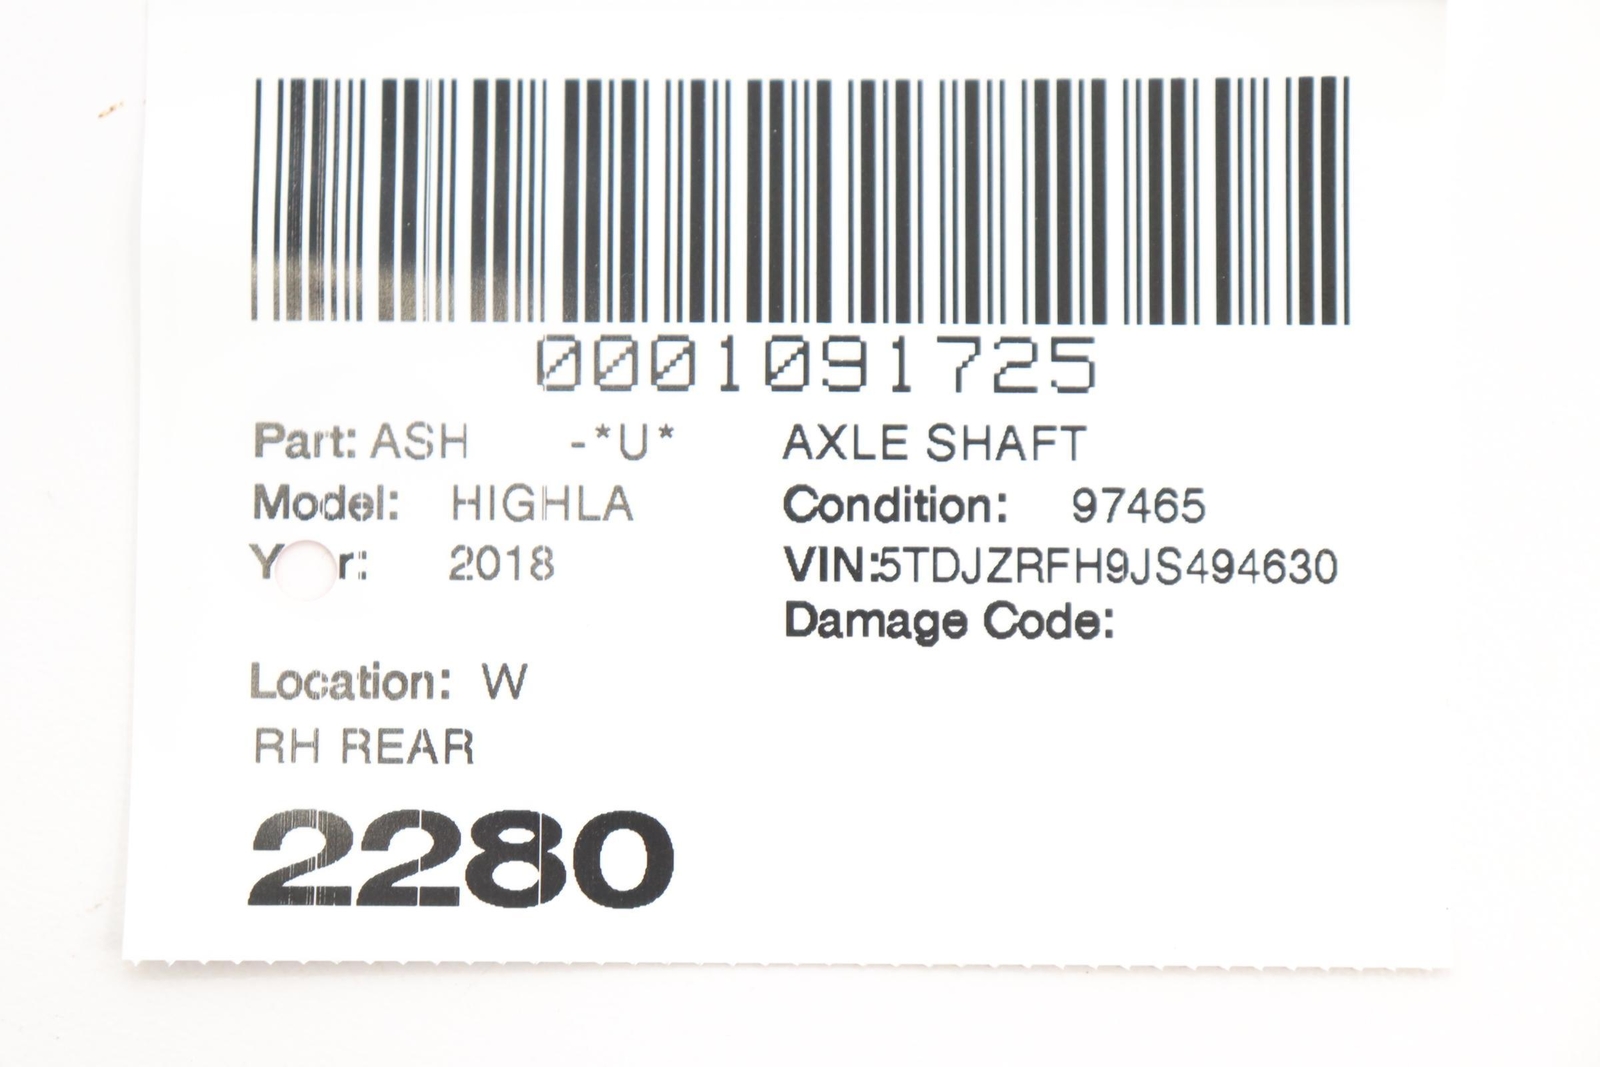 0001091725
Part: ASH -*U* AXLE SHAFT
Model: HIGHLA Condition: 97465
2018 VIN:5TDJZRFH9JS494630
Damage Code:
Location: W
RH REAR
2280